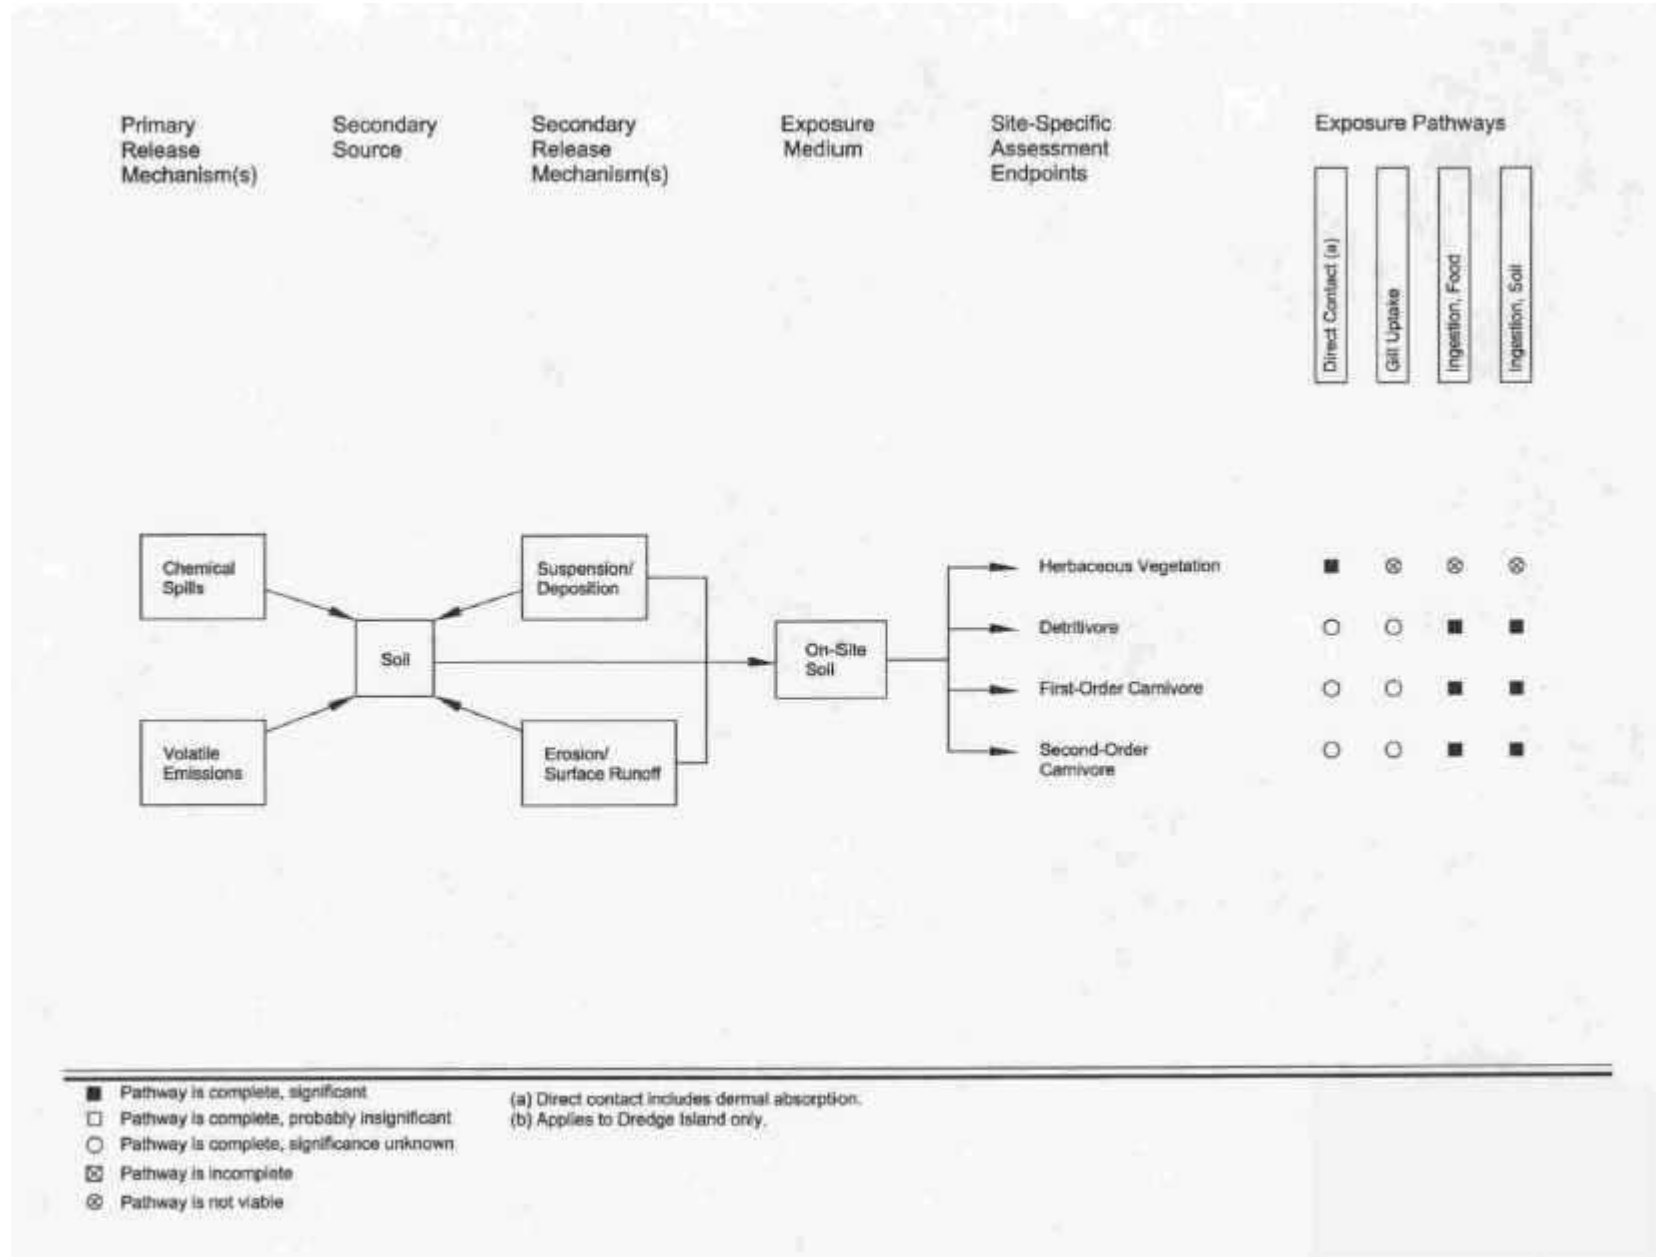 Primary
Release
Mechanism(s)
Secondary
Source
Secondary
Release
Mechanism(s)
Exposure
Medium
Site-Specific
Assessment
Endpoints
Exposure Pathways
Direct Contact (a)
Gill Uptake
Ingestion, Food
Ingestion, Soil
Chemical
Spills
Volatile
Emissions
Soil
Suspension/
Deposition
Erosion/
Surface Runoff
On-Site
Soil
Herbaceous Vegetation
Detritivore
First-Order Carnivore
Second-Order
Carnivore
Pathway is complete, significant
Pathway is complete, probably insignificant
Pathway is complete, significance unknown
Pathway is incomplete
Pathway is not viable
(a) Direct contact includes dermal absorption.
(b) Applies to Dredge Island only.